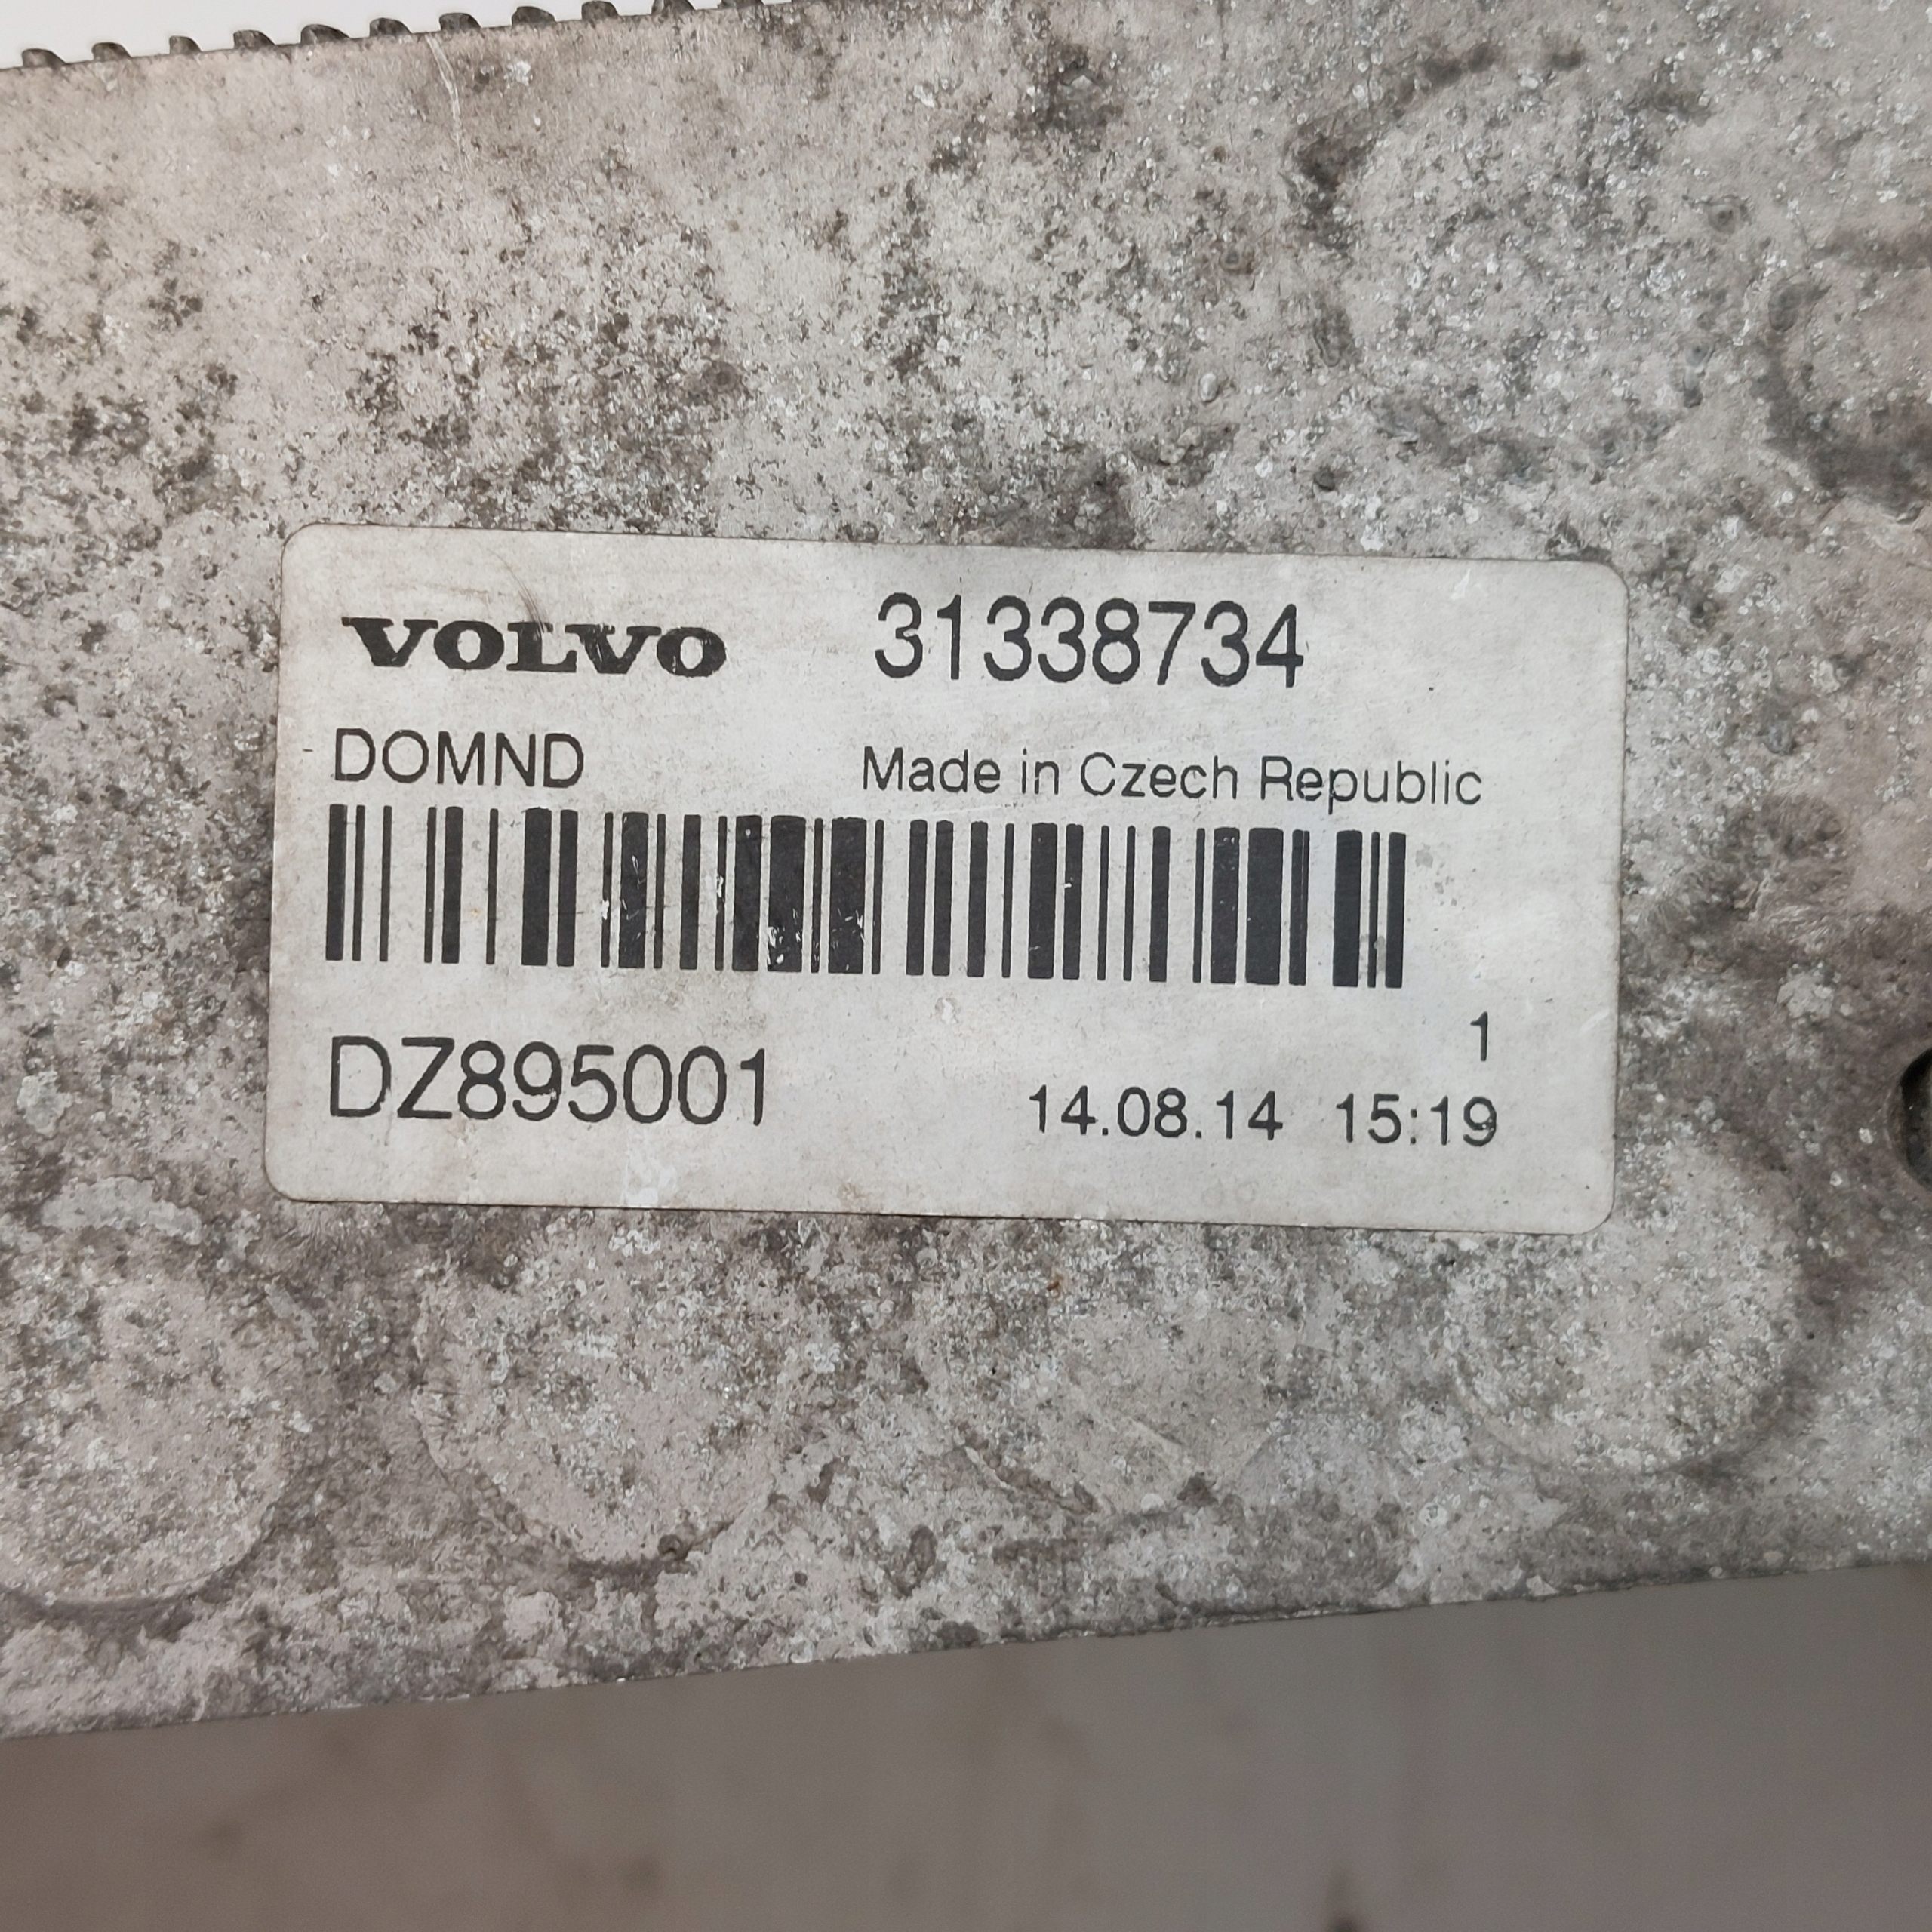 VOLVO 31338734
DOMND Made in Czech Republic
1
DZ895001 14.08.14 15:19